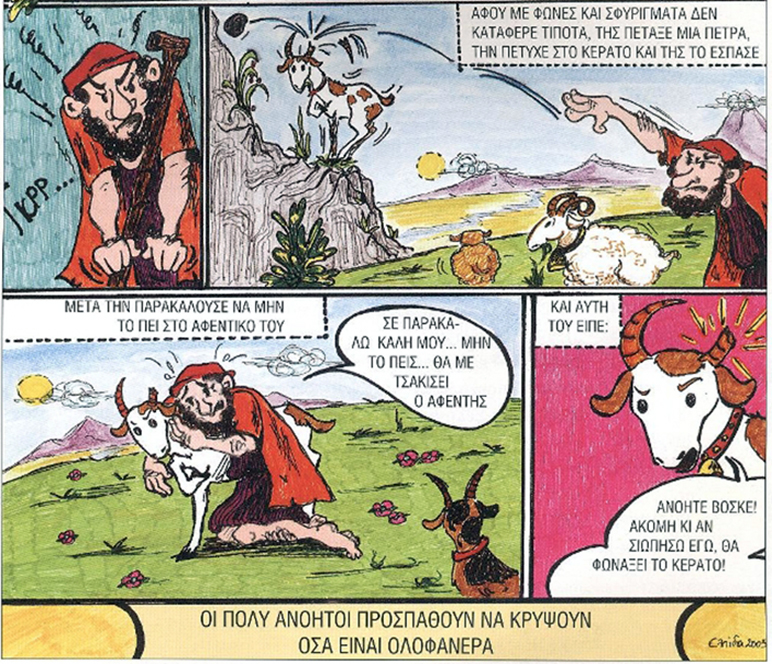 ΓΚΡΡ...
ΑΦΟΥ ΜΕ ΦΩΝΕΣ ΚΑΙ ΣΦΥΡΙΓΜΑΤΑ ΔΕΝ
ΚΑΤΑΦΕΡΕ ΤΙΠΟΤΑ, ΤΗΣ ΠΕΤΑΞΕ ΜΙΑ ΠΕΤΡΑ,
ΤΗΝ ΠΕΤΥΧΕ ΣΤΟ ΚΕΡΑΤΟ ΚΑΙ ΤΗΣ ΤΟ ΕΣΠΑΣΕ
ΜΕΤΑ ΤΗΝ ΠΑΡΑΚΑΛΟΥΣΕ ΝΑ ΜΗΝ
ΤΟ ΠΕΙ ΣΤΟ ΑΦΕΝΤΙΚΟ ΤΟΥ
ΣΕ ΠΑΡΑΚΑ-
ΛΩ ΚΑΛΗ ΜΟΥ... ΜΗΝ
ΤΟ ΠΕΙΣ... ΘΑ ΜΕ
ΤΣΑΚΙΣΕΙ
Ο ΑΦΕΝΤΗΣ
ΚΑΙ ΑΥΤΗ
ΤΟΥ ΕΙΠΕ:
ΑΝΟΗΤΕ ΒΟΣΚΕ!
ΑΚΟΜΗ ΚΙ ΑΝ
ΣΙΩΠΗΣΩ ΕΓΩ, ΘΑ
ΦΩΝΑΞΕΙ ΤΟ ΚΕΡΑΤΟ!
ΟΙ ΠΟΛΥ ΑΝΟΗΤΟΙ ΠΡΟΣΠΑΘΟΥΝ ΝΑ ΚΡΥΨΟΥΝ
ΟΣΑ ΕΙΝΑΙ ΟΛΟΦΑΝΕΡΑ